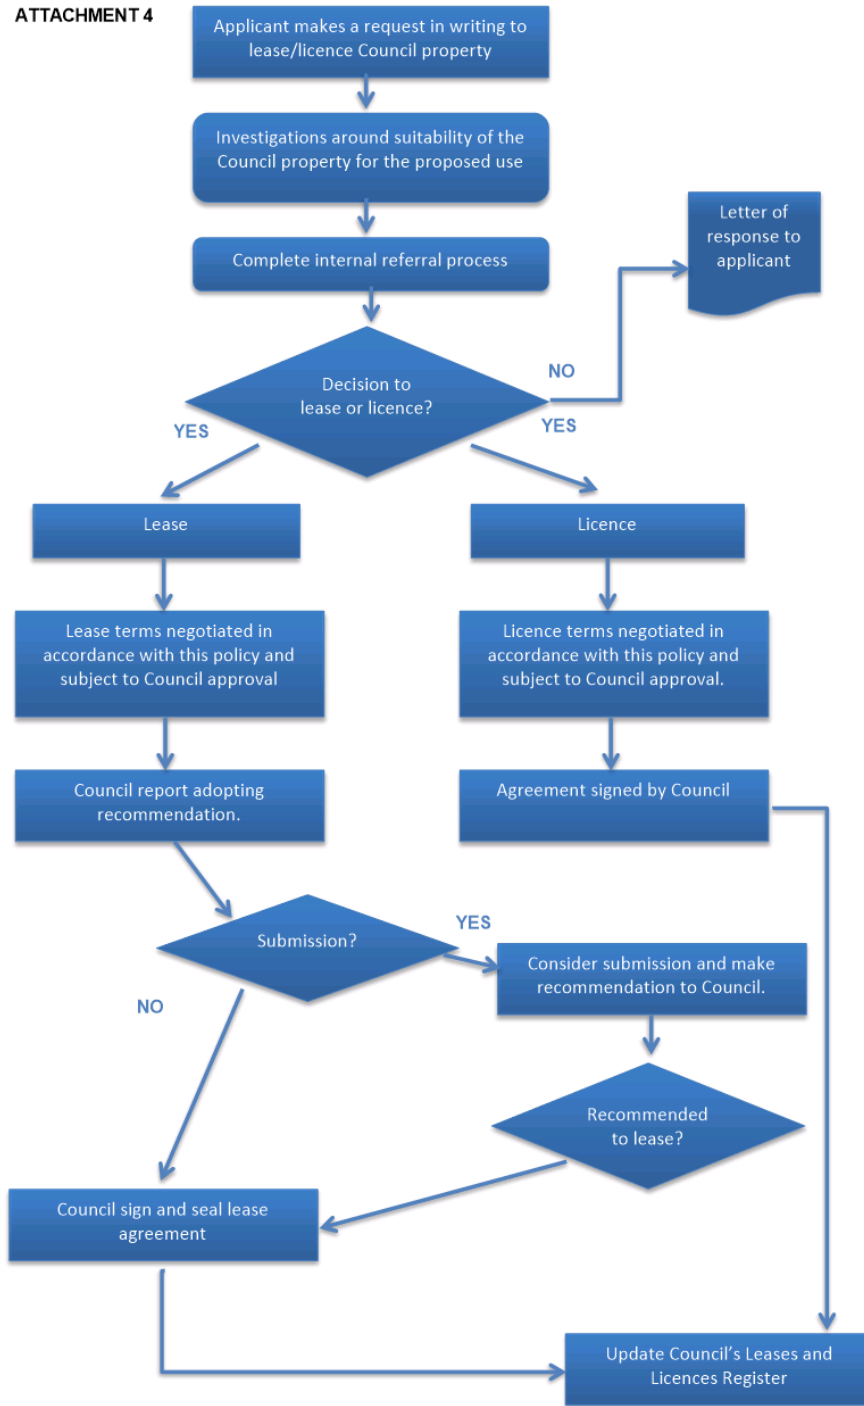 ATTACHMENT 4
Applicant makes a request in writing to
lease/licence Council property
Investigations around suitability of the
Council property for the proposed use
Complete internal referral process
Letter of
response to
applicant
Decision to
lease or licence?
NO
YES
YES
Lease
Licence
Lease terms negotiated in
accordance with this policy and
subject to Council approval
Licence terms negotiated in
accordance with this policy and
subject to Council approval.
Council report adopting
recommendation.
Agreement signed by Council
Submission?
YES
Consider submission and make
recommendation to Council.
NO
Recommended
to lease?
Council sign and seal lease
agreement
Update Council's Leases and
Licences Register